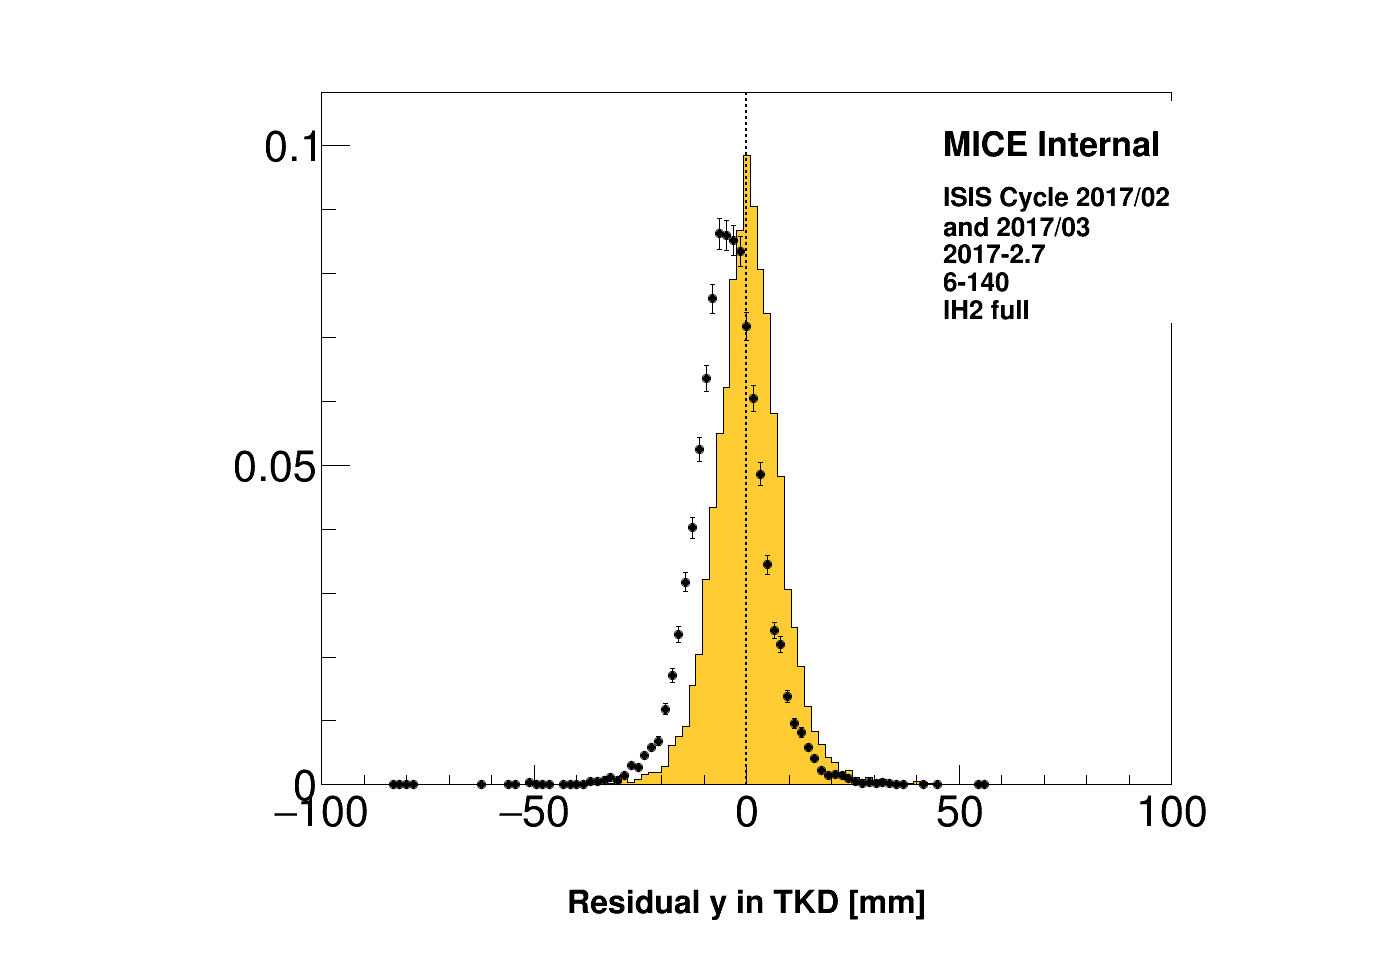 MICE Internal
ISIS Cycle 2017/02
and 2017/03
2017-2.7
6-140
IH2 full
0.1
0.05
0
−100 −50 0 50 100
Residual y in TKD [mm]